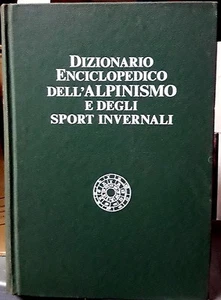 DIZIONARIO
ENCICLOPEDICO
DELL'ALPINISMO
E DEGLI
SPORT INVERNALI